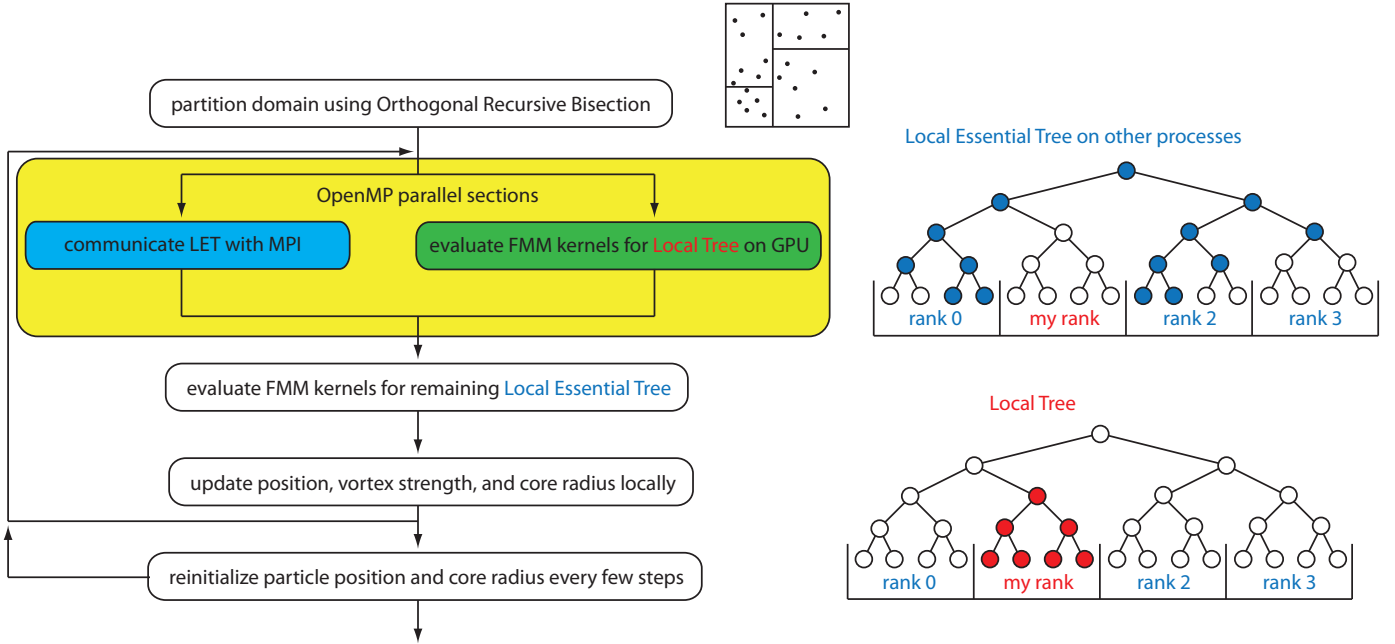 partition domain using Orthogonal Recursive Bisection
OpenMP parallel sections
communicate LET with MPI
evaluate FMM kernels for Local Tree on GPU
evaluate FMM kernels for remaining Local Essential Tree
update position, vortex strength, and core radius locally
reinitialize particle position and core radius every few steps
Local Essential Tree on other processes
rank 0
my rank
rank 2
rank 3
Local Tree
rank 0
my rank
rank 2
rank 3